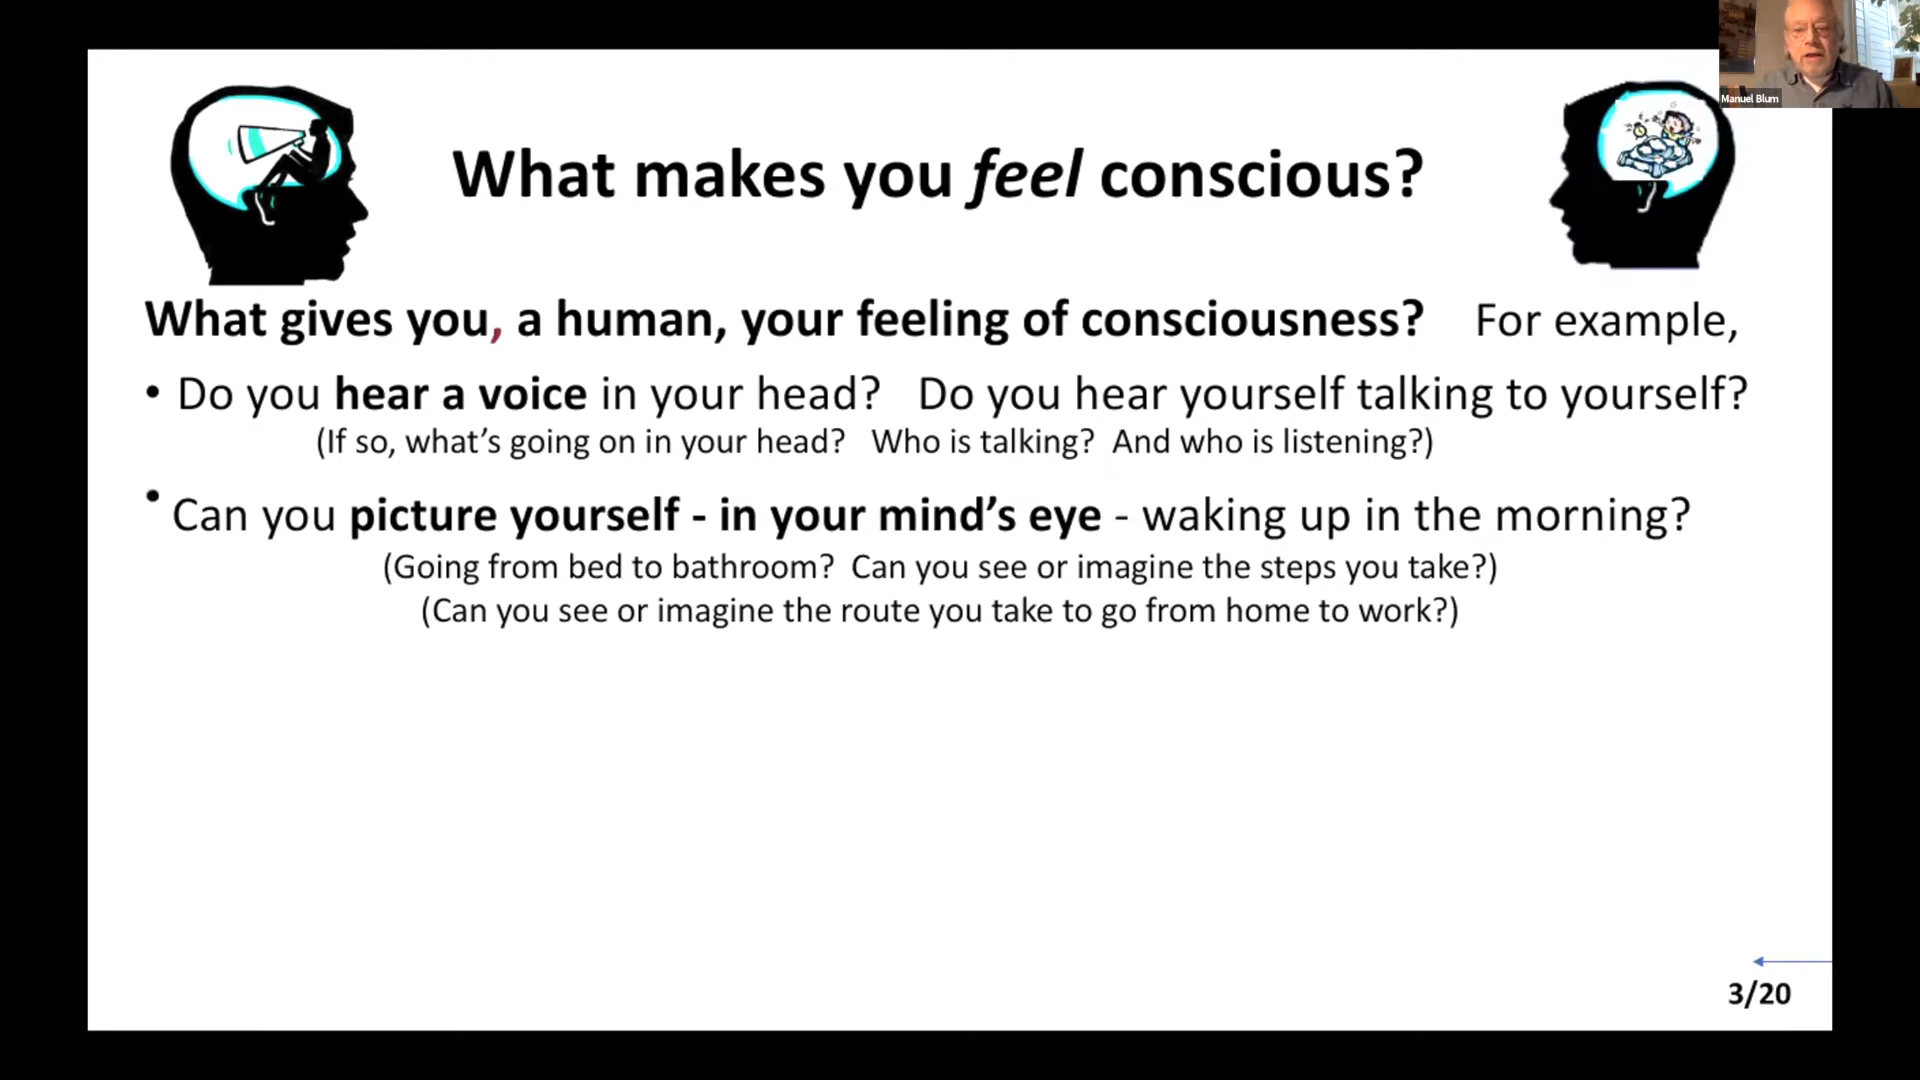 Manuel Blum
What makes you feel conscious?
What gives you, a human, your feeling of consciousness? For example,
• Do you hear a voice in your head? Do you hear yourself talking to yourself?
(If so, what's going on in your head? Who is talking? And who is listening?)
• Can you picture yourself - in your mind's eye - waking up in the morning?
(Going from bed to bathroom? Can you see or imagine the steps you take?)
(Can you see or imagine the route you take to go from home to work?)
3/20